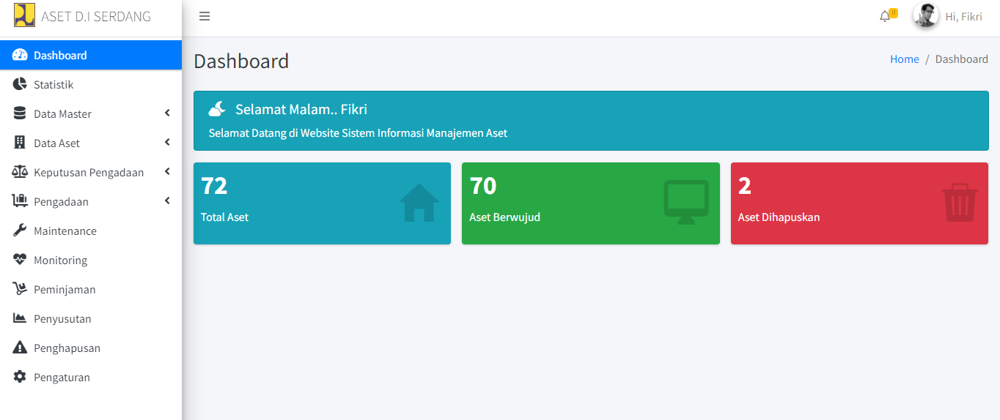 ASET D.I SERDANG
0
Hi, Fikri
Dashboard
Statistik
Data Master
Data Aset
Keputusan Pengadaan
Pengadaan
Maintenance
Monitoring
Peminjaman
Penyusutan
Penghapusan
Pengaturan
Dashboard
Home / Dashboard
Selamat Malam.. Fikri
Selamat Datang di Website Sistem Informasi Manajemen Aset
72
Total Aset
70
Aset Berwujud
2
Aset Dihapuskan